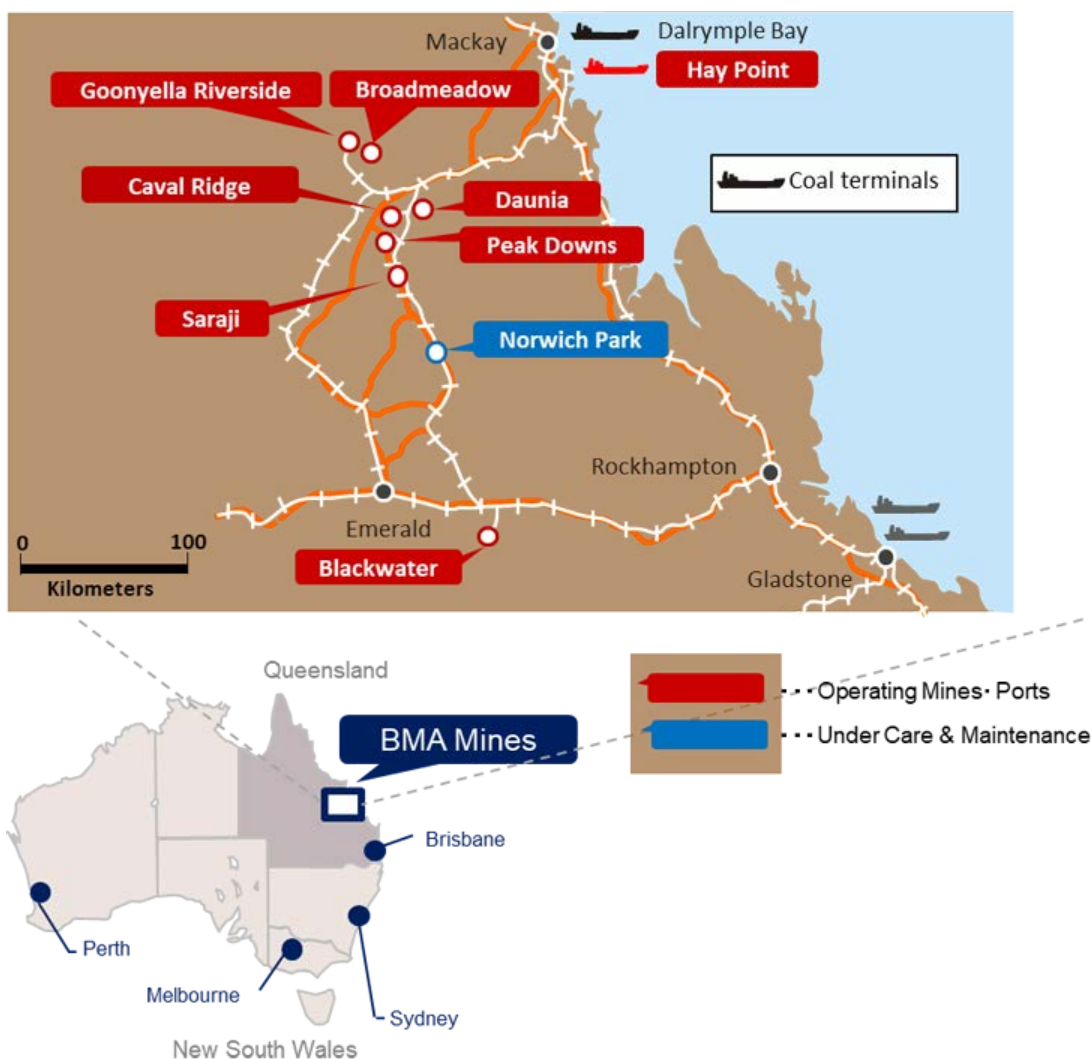 Mackay
Dalrymple Bay
Hay Point
Goonyella Riverside
Broadmeadow
Caval Ridge
Daunia
Coal terminals
Peak Downs
Saraji
Norwich Park
Rockhampton
Emerald
0 100
Kilometers
Blackwater
Gladstone
Queensland
BMA Mines
Operating Mines· Ports
Under Care & Maintenance
Brisbane
Perth
Melbourne
Sydney
New South Wales